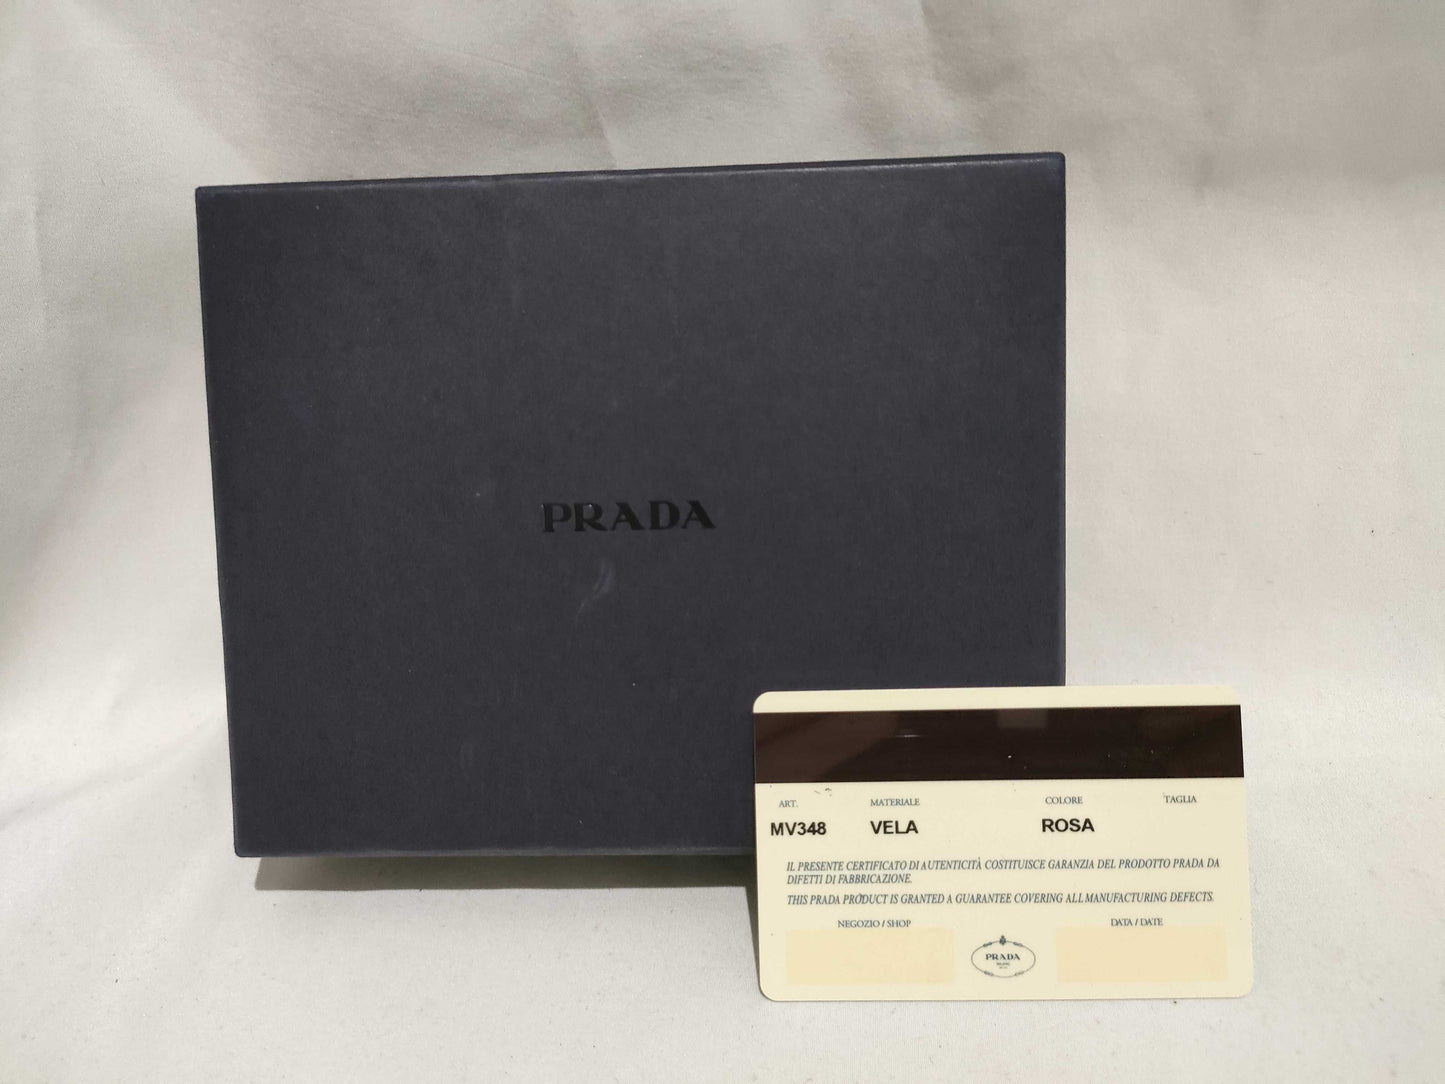 PRADA
ART. MATERIALE COLORE TAGLIA
MV348 VELA ROSA
IL PRESENTE CERTIFICATO DI AUTENTICITÀ COSTITUISCE GARANZIA DEL PRODOTTO PRADA DA
DIFETTI DI FABBRICAZIONE.
THIS PRADA PRODUCT IS GRANTED A GUARANTEE COVERING ALL MANUFACTURING DEFECTS.
NEGOZIO / SHOP DATA / DATE
PRADA
MILANO